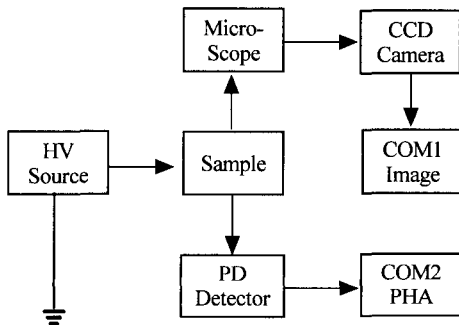 Micro-
Scope
CCD
Camera
HV
Source
Sample
COM1
Image
PD
Detector
COM2
PHA